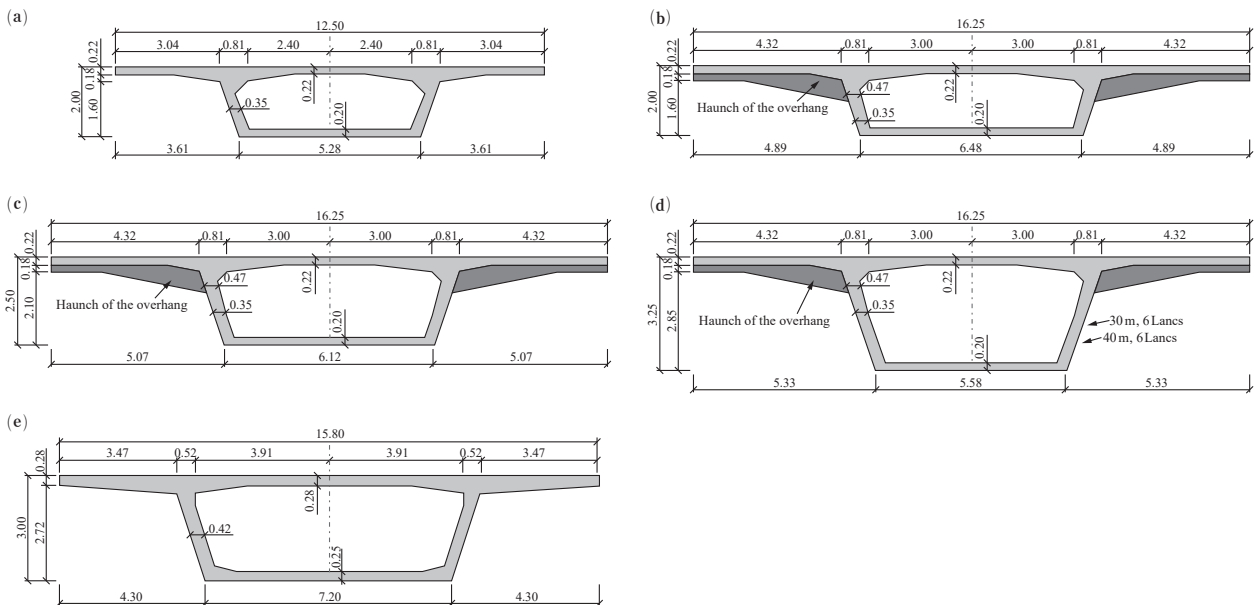 (a)
12.50
3.04 0.81 2.40 2.40 0.81 3.04
0.22
0.18
2.00
1.60
0.35
0.22
0.20
3.61 5.28 3.61
(b)
16.25
4.32 0.81 3.00 3.00 0.81 4.32
0.22
0.18
2.00
1.60
Haunch of the overhang
0.47
0.35
0.22
0.20
4.89 6.48 4.89
(c)
16.25
4.32 0.81 3.00 3.00 0.81 4.32
0.22
0.18
2.50
2.10
Haunch of the overhang
0.47
0.35
0.22
0.20
5.07 6.12 5.07
(d)
16.25
4.32 0.81 3.00 3.00 0.81 4.32
0.22
0.18
3.25
2.85
Haunch of the overhang
0.47
0.35
0.22
0.20
30 m, 6 Lancs
40 m, 6 Lancs
5.33 5.58 5.33
(e)
15.80
3.47 0.52 3.91 3.91 0.52 3.47
0.28
3.00
2.72
0.42
0.28
0.25
4.30 7.20 4.30